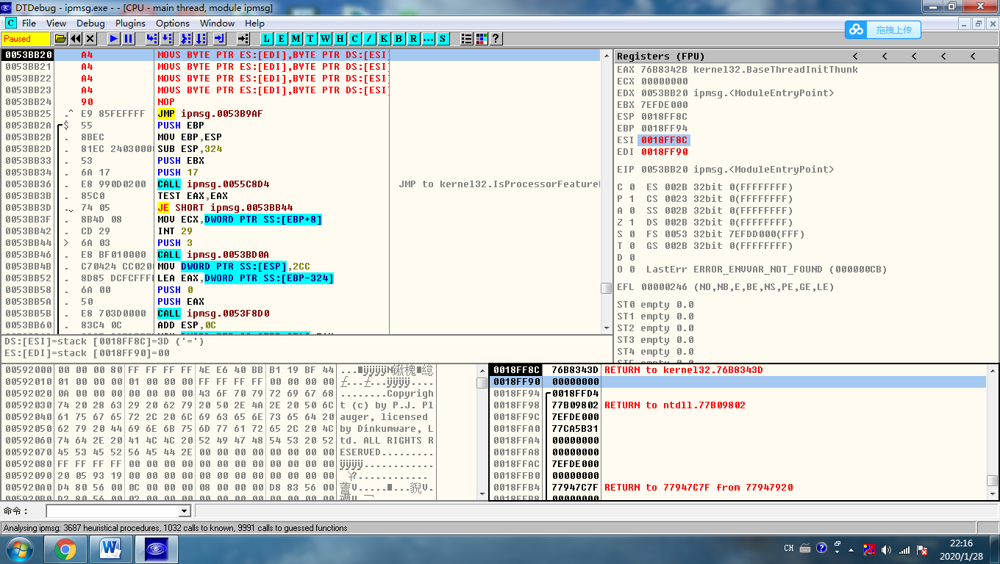 DTDebug - ipmsg.exe - - [CPU - main thread, module ipmsg]
C File View Debug Plugins Options Window Help
拖拽上传
Paused L E M T W H C / K B R ... S ?
0053BB20 A4 MOVS BYTE PTR ES:[EDI],BYTE PTR DS:[ESI]
0053BB21 A4 MOVS BYTE PTR ES:[EDI],BYTE PTR DS:[ESI]
0053BB22 A4 MOVS BYTE PTR ES:[EDI],BYTE PTR DS:[ESI]
0053BB23 A4 MOVS BYTE PTR ES:[EDI],BYTE PTR DS:[ESI]
0053BB24 90 NOP
0053BB25 .^ E9 85FEFFFF JMP ipmsg.0053B9AF
0053BB2A $ 55 PUSH EBP
0053BB2B . 8BEC MOV EBP,ESP
0053BB2D . 81EC 2403000 SUB ESP,324
0053BB33 . 53 PUSH EBX
0053BB34 . 6A 17 PUSH 17
0053BB36 . E8 990D0200 CALL ipmsg.0055C8D4 JMP to kernel32.IsProcessorFeature
0053BB3B . 85C0 TEST EAX,EAX
0053BB3D . 74 05 JE SHORT ipmsg.0053BB44
0053BB3F . 8B4D 08 MOV ECX,DWORD PTR SS:[EBP+8]
0053BB42 . CD 29 INT 29
0053BB44 > 6A 03 PUSH 3
0053BB46 . E8 BF010000 CALL ipmsg.0053BD0A
0053BB4B . C70424 CC020 MOV DWORD PTR SS:[ESP],2CC
0053BB52 . 8D85 DCFCFFF LEA EAX,DWORD PTR SS:[EBP-324]
0053BB58 . 6A 00 PUSH 0
0053BB5A . 50 PUSH EAX
0053BB5B . E8 703D0000 CALL ipmsg.0053F8D0
0053BB60 . 83C4 0C ADD ESP,0C
DS:[ESI]=stack [0018FF8C]=3D ('=')
ES:[EDI]=stack [0018FF90]=00
Registers (FPU) < < < < <
EAX 76B8342B kernel32.BaseThreadInitThunk
ECX 00000000
EDX 0053BB20 ipmsg.<ModuleEntryPoint>
EBX 7EFDE000
ESP 0018FF8C
EBP 0018FF94
ESI 0018FF8C
EDI 0018FF90
EIP 0053BB20 ipmsg.<ModuleEntryPoint>
C 0 ES 002B 32bit 0(FFFFFFFF)
P 1 CS 0023 32bit 0(FFFFFFFF)
A 0 SS 002B 32bit 0(FFFFFFFF)
Z 1 DS 002B 32bit 0(FFFFFFFF)
S 0 FS 0053 32bit 7EFDD000(FFF)
T 0 GS 002B 32bit 0(FFFFFFFF)
D 0
O 0 LastErr ERROR_ENVVAR_NOT_FOUND (000000CB)
EFL 00000246 (NO,NB,E,BE,NS,PE,GE,LE)
ST0 empty 0.0
ST1 empty 0.0
ST2 empty 0.0
ST3 empty 0.0
ST4 empty 0.0
00592000 00 00 00 80 FF FF FF FF 4E E6 40 BB B1 19 BF 44
00592010 01 00 00 00 01 00 00 00 FF FF FF FF 00 00 00 00
00592020 0A 00 00 00 00 00 00 00 43 6F 70 79 72 69 67 68 ........Copyrigh
00592030 74 20 28 63 29 20 62 79 20 50 2E 4A 2E 20 50 6C t (c) by P.J. Pl
00592040 61 75 67 65 72 2C 20 6C 69 63 65 6E 73 65 64 20 auger, licensed
00592050 62 79 20 44 69 6E 6B 75 6D 77 61 72 65 2C 20 4C by Dinkumware, L
00592060 74 64 2E 20 41 4C 4C 20 52 49 47 48 54 53 20 52 td. ALL RIGHTS R
00592070 45 53 45 52 56 45 44 2E 00 00 00 00 00 00 00 00 ESERVED.........
00592080 FF FF FF FF 00 00 00 00 00 00 00 00 00 00 00 00 ÿÿÿÿ............
00592090 20 05 93 19 00 00 00 00 00 00 00 00 00 00 00 00
005920A0 D4 80 56 00 0C 00 00 00 08 00 00 00 D8 83 56 00
005920B0 D2 80 56 00 02 00 00 00 00 00 00 00 00 00 00 00
0018FF8C 76B8343D RETURN to kernel32.76B8343D
0018FF90 00000000
0018FF94 0018FFD4
0018FF98 77B09802 RETURN to ntdll.77B09802
0018FF9C 7EFDE000
0018FFA0 77CA5B31
0018FFA4 00000000
0018FFA8 00000000
0018FFAC 7EFDE000
0018FFB0 00000000
0018FFB4 77947C7F RETURN to 77947C7F from 77947920
0018FFB8 00000000
命令：
Analysing ipmsg: 3687 heuristical procedures, 1032 calls to known, 9991 calls to guessed functions
CH 22:16
2020/1/28